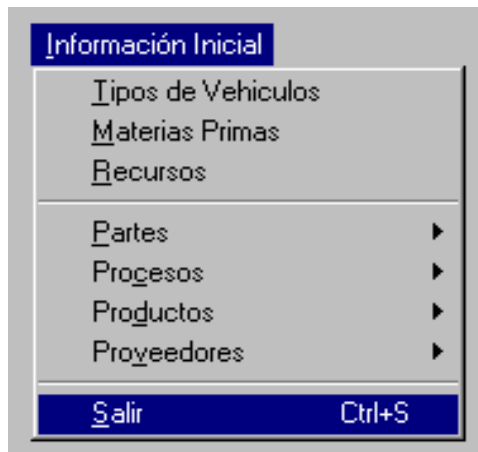 Información Inicial
Tipos de Vehiculos
Materias Primas
Recursos
Partes
Procesos
Productos
Proveedores
Salir Ctrl+S